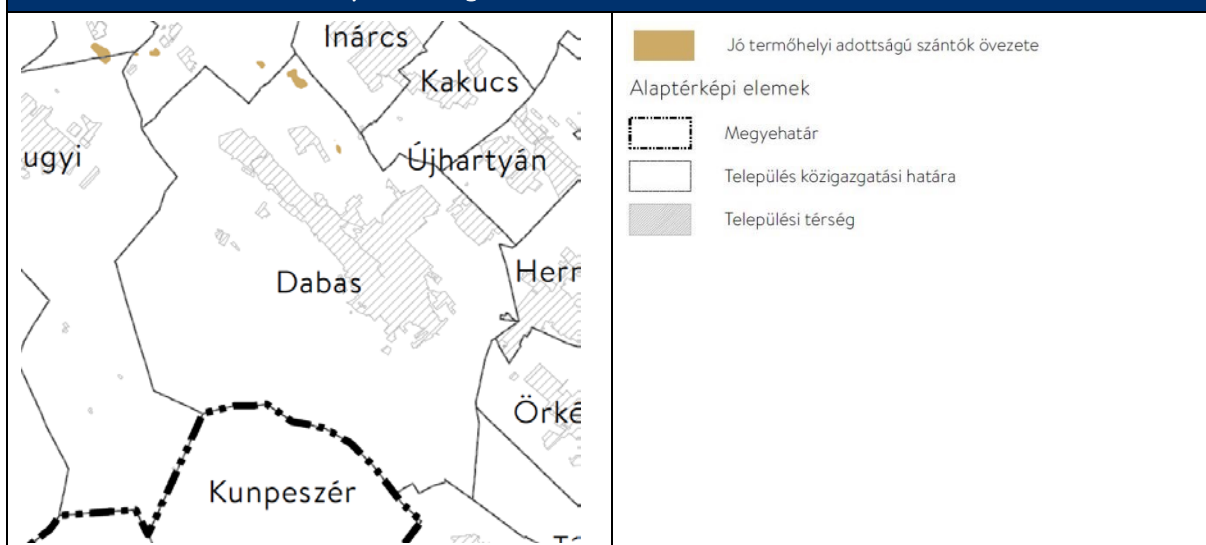 Inárcs
Kakucs
ugyi
Újhartyán
Dabas
Herr
Örké
Kunpeszér
Jó termőhelyi adottságú szántók övezete
Alaptérképi elemek
Megyehatár
Település közigazgatási határa
Települési térség